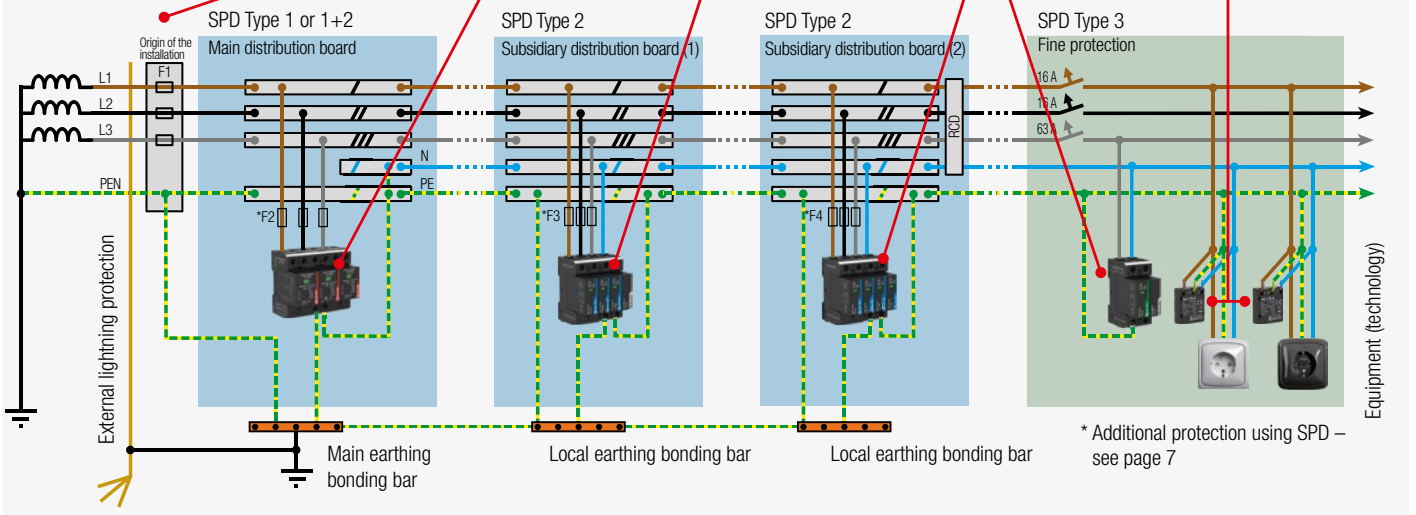 SPD Type 1 or 1+2
SPD Type 2
SPD Type 2
SPD Type 3
Origin of the
installation
Main distribution board
Subsidiary distribution board (1)
Subsidiary distribution board (2)
Fine protection
F1
L1
L2
L3
PEN
N
PE
RCD
16 A
16 A
63 A
*F2
*F3
*F4
External lightning protection
Equipment (technology)
Main earthing
bonding bar
Local earthing bonding bar
Local earthing bonding bar
* Additional protection using SPD –
see page 7